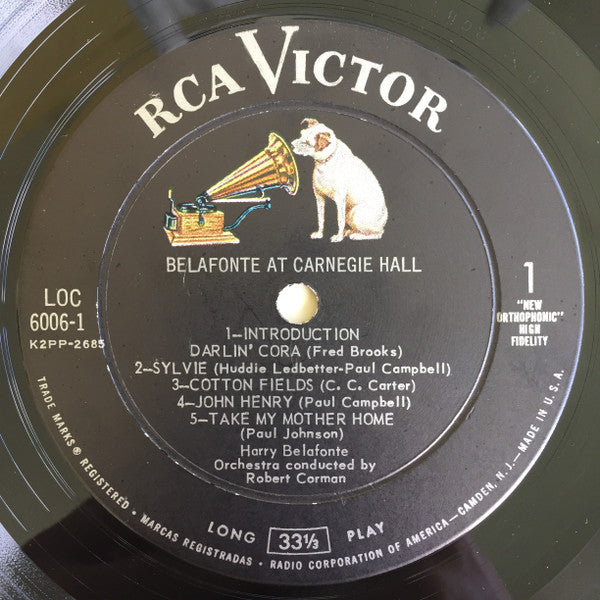 RCA VICTOR
BELAFONTE AT CARNEGIE HALL
LOC
6006-1
K2PP-2685
1
"NEW
ORTHOPHONIC"
HIGH
FIDELITY
1—INTRODUCTION
DARLIN' CORA (Fred Brooks)
2—SYLVIE (Huddie Ledbetter-Paul Campbell)
3—COTTON FIELDS (C. C. Carter)
4—JOHN HENRY (Paul Campbell)
5—TAKE MY MOTHER HOME
(Paul Johnson)
Harry Belafonte
Orchestra conducted by
Robert Corman
LONG 33⅓ PLAY
TRADE MARKS ® REGISTERED • MARCAS REGISTRADAS • RADIO CORPORATION OF AMERICA—CAMDEN, N. J.—MADE IN U. S. A.